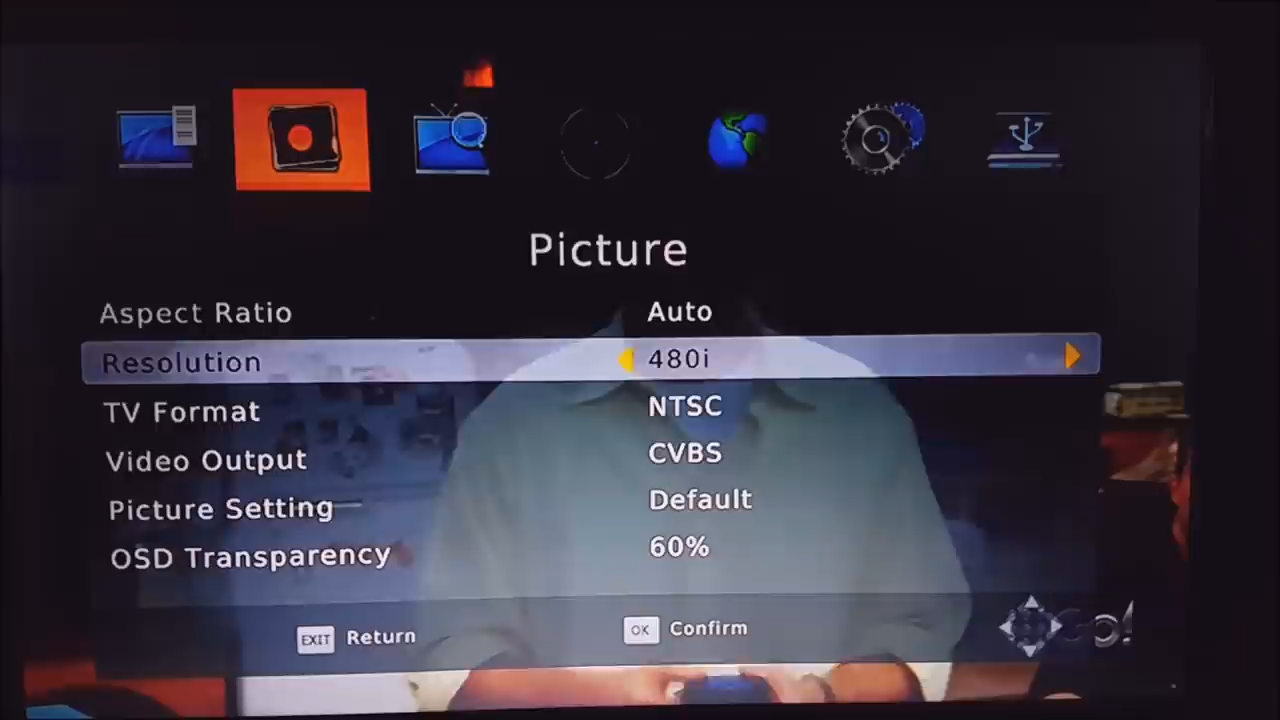 Picture
Aspect Ratio Auto
Resolution 480i
TV Format NTSC
Video Output CVBS
Picture Setting Default
OSD Transparency 60%
EXIT Return OK Confirm